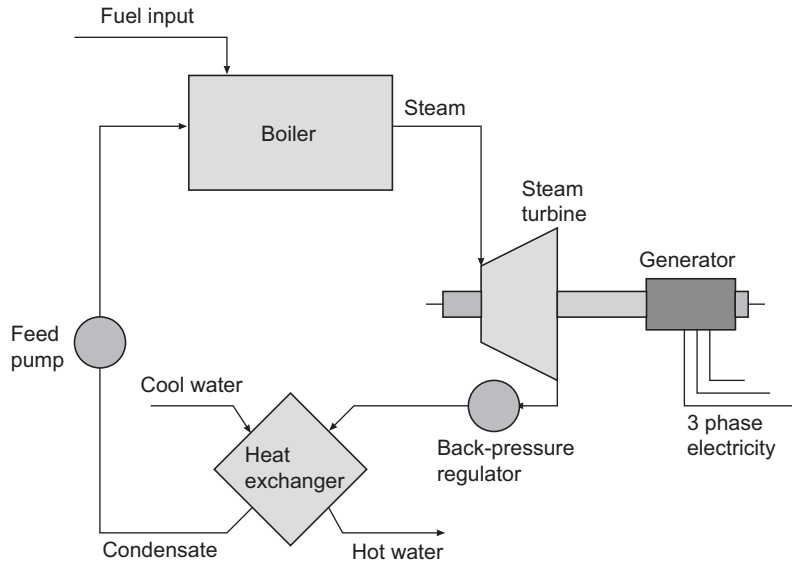 Fuel input
Boiler
Steam
Steam
turbine
Generator
Feed
pump
Cool water
Heat
exchanger
Back-pressure
regulator
3 phase
electricity
Condensate
Hot water